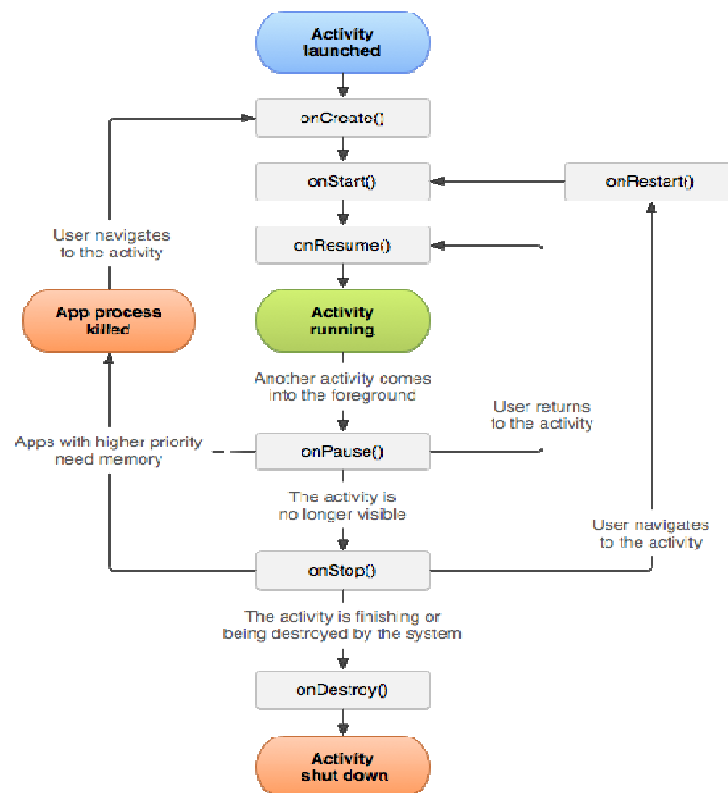 Activity
launched
onCreate()
onStart()
onRestart()
onResume()
User navigates
to the activity
App process
killed
Activity
running
Another activity comes
into the foreground
User returns
to the activity
Apps with higher priority
need memory
onPause()
The activity is
no longer visible
User navigates
to the activity
onStop()
The activity is finishing or
being destroyed by the system
onDestroy()
Activity
shut down